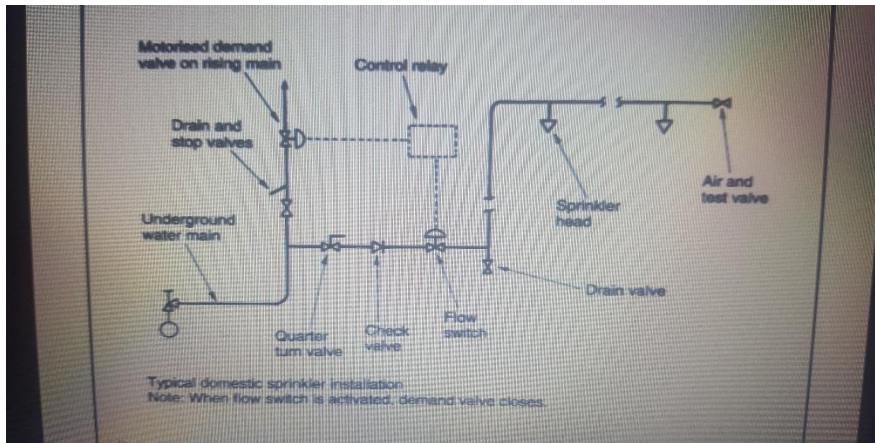 Motorised demand
valve on rising main
Control relay
Drain and
stop valves
Air and
test valve
Sprinkler
head
Underground
water main
Drain valve
Flow
switch
Check
valve
Quarter
turn valve
Typical domestic sprinkler installation
Note: When flow switch is activated, demand valve closes.